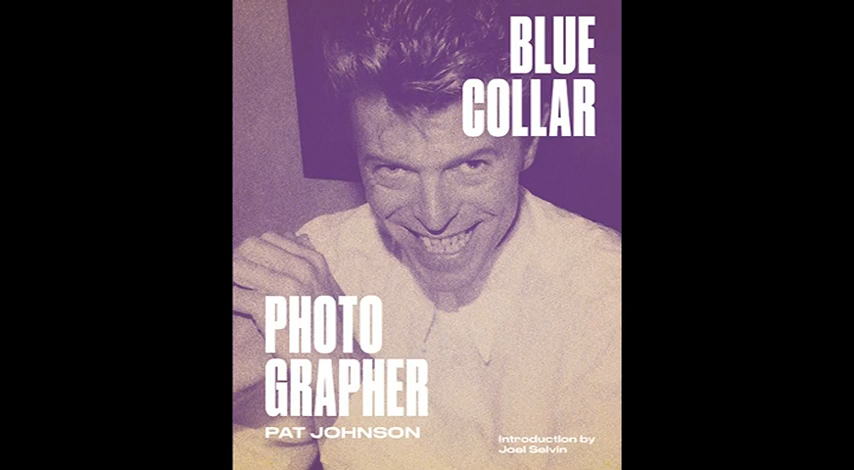 BLUE
COLLAR
PHOTO
GRAPHER
PAT JOHNSON
Introduction by
Joel Selvin